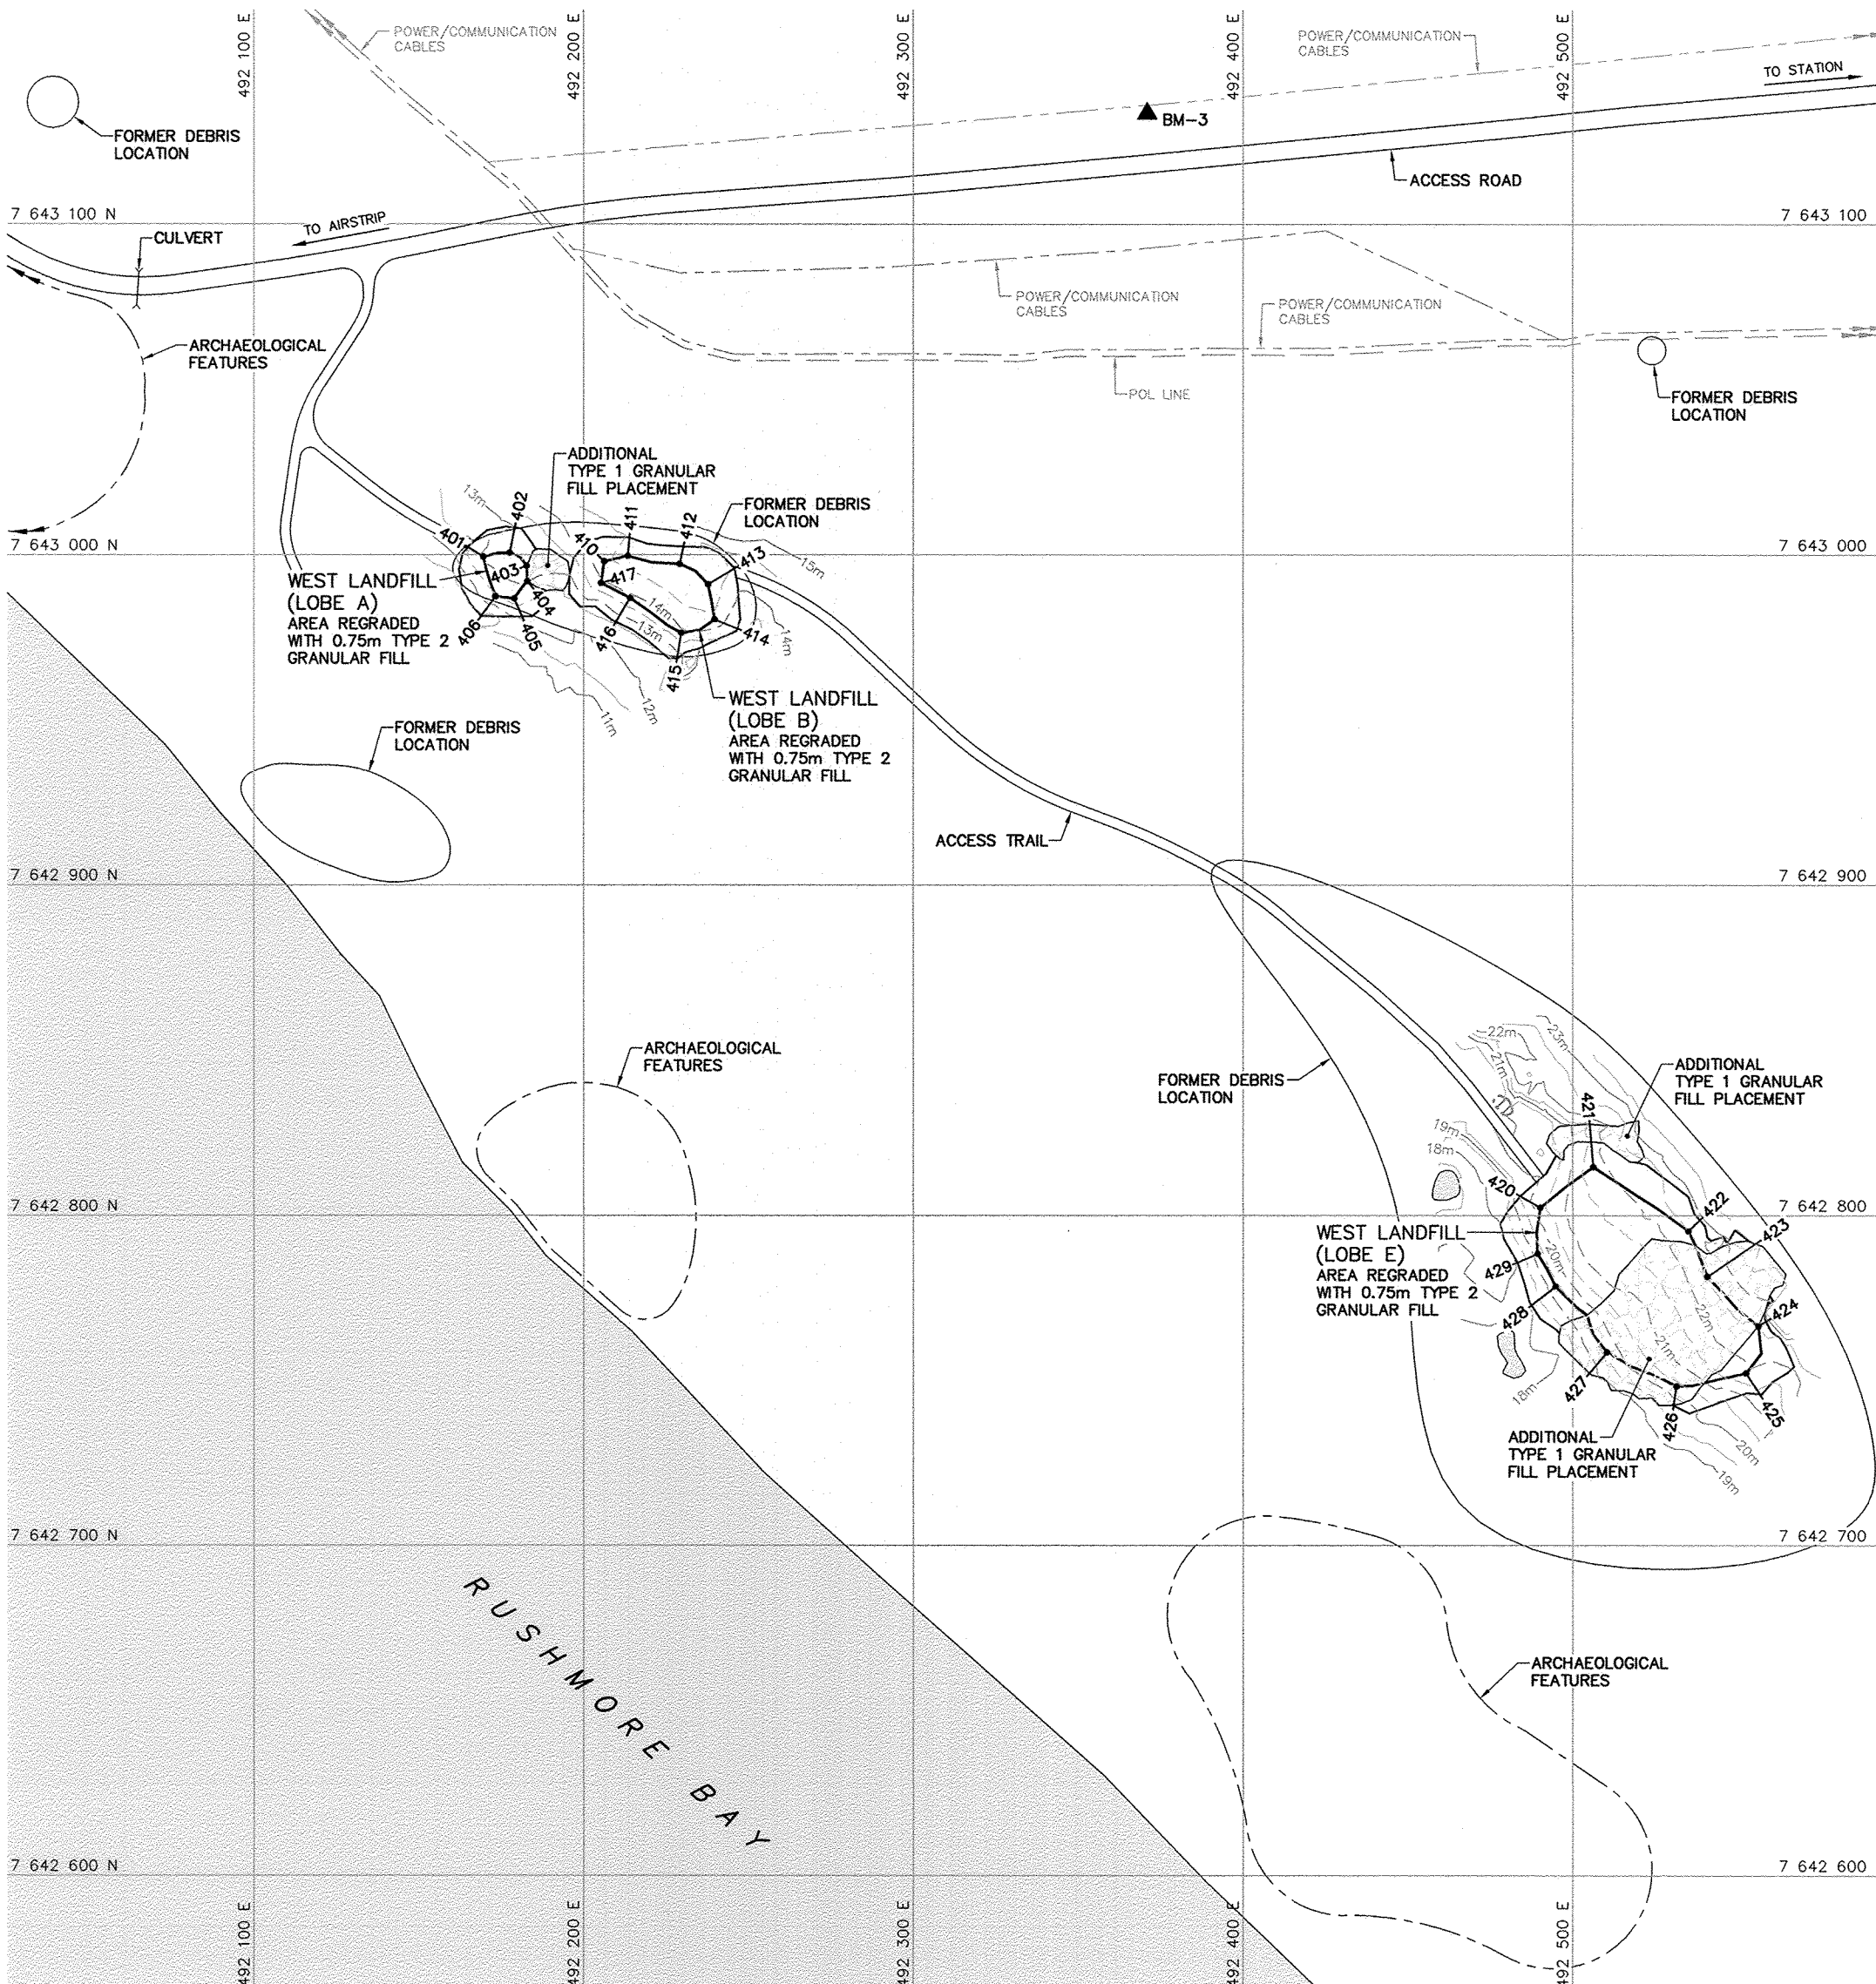 492 100 E
492 200 E
492 300 E
492 400 E
492 500 E
POWER/COMMUNICATION
CABLES
POWER/COMMUNICATION
CABLES
TO STATION
FORMER DEBRIS
LOCATION
BM-3
ACCESS ROAD
7 643 100 N
7 643 100
TO AIRSTRIP
CULVERT
POWER/COMMUNICATION
CABLES
POWER/COMMUNICATION
CABLES
ARCHAEOLOGICAL
FEATURES
POL LINE
FORMER DEBRIS
LOCATION
ADDITIONAL
TYPE 1 GRANULAR
FILL PLACEMENT
FORMER DEBRIS
LOCATION
13m
402
411
412
401
410
413
15m
7 643 000 N
7 643 000
403
417
404
WEST LANDFILL
(LOBE A)
AREA REGRADED
WITH 0.75m TYPE 2
GRANULAR FILL
406
405
416
14m
13m
414
14m
415
12m
11m
WEST LANDFILL
(LOBE B)
AREA REGRADED
WITH 0.75m TYPE 2
GRANULAR FILL
FORMER DEBRIS
LOCATION
ACCESS TRAIL
7 642 900 N
7 642 900
ARCHAEOLOGICAL
FEATURES
FORMER DEBRIS
LOCATION
22m
23m
21m
ADDITIONAL
TYPE 1 GRANULAR
FILL PLACEMENT
421
19m
18m
420
422
423
7 642 800 N
7 642 800
WEST LANDFILL
(LOBE E)
AREA REGRADED
WITH 0.75m TYPE 2
GRANULAR FILL
20m
429
428
22m
424
21m
18m
427
426
425
ADDITIONAL
TYPE 1 GRANULAR
FILL PLACEMENT
20m
19m
7 642 700 N
7 642 700
RUSHMORE BAY
ARCHAEOLOGICAL
FEATURES
7 642 600 N
7 642 600
492 100 E
492 200 E
492 300 E
492 400 E
492 500 E